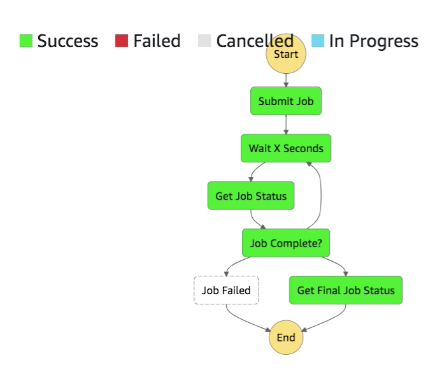 Success Failed Cancelled In Progress
Start
Submit Job
Wait X Seconds
Get Job Status
Job Complete?
Job Failed Get Final Job Status
End